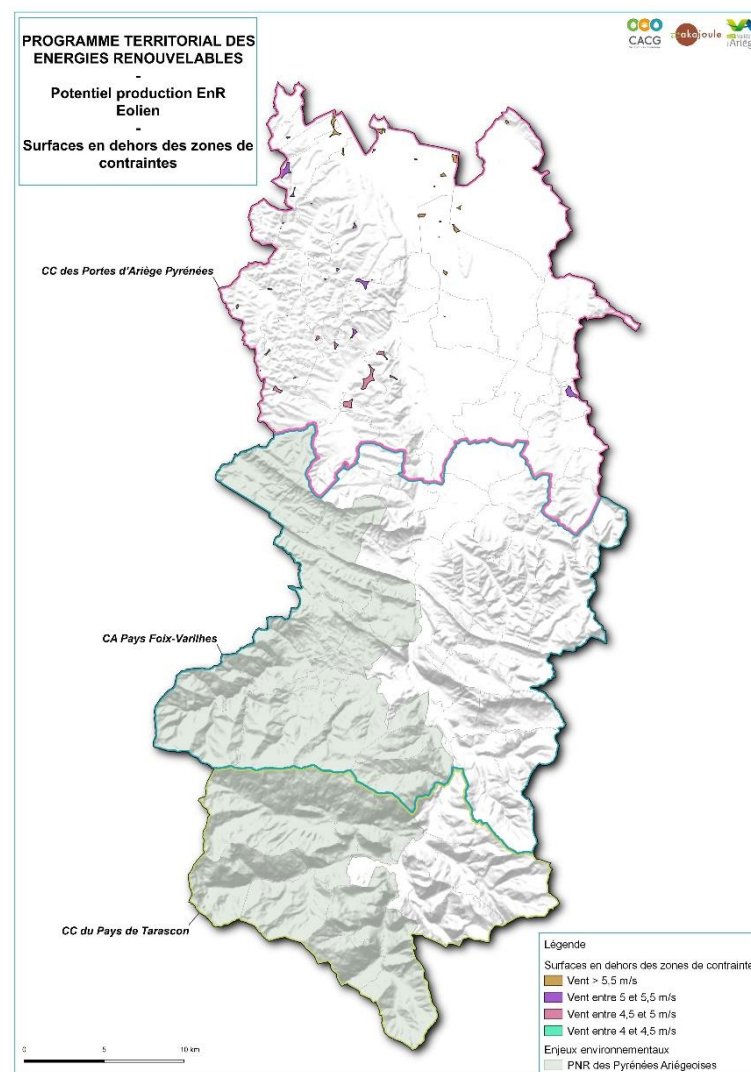 PROGRAMME TERRITORIAL DES
ENERGIES RENOUVELABLES
-
Potentiel production EnR
Eolien
-
Surfaces en dehors des zones de
contraintes
CACG
akajoule
l'Ariège
CC des Portes d'Ariège Pyrénées
CA Pays Foix-Varilhes
CC du Pays de Tarascon
Légende
Surfaces en dehors des zones de contrainte
Vent > 5,5 m/s
Vent entre 5 et 5,5 m/s
Vent entre 4,5 et 5 m/s
Vent entre 4 et 4,5 m/s
Enjeux environnementaux
PNR des Pyrénées Ariégeoises
0 5 10 km